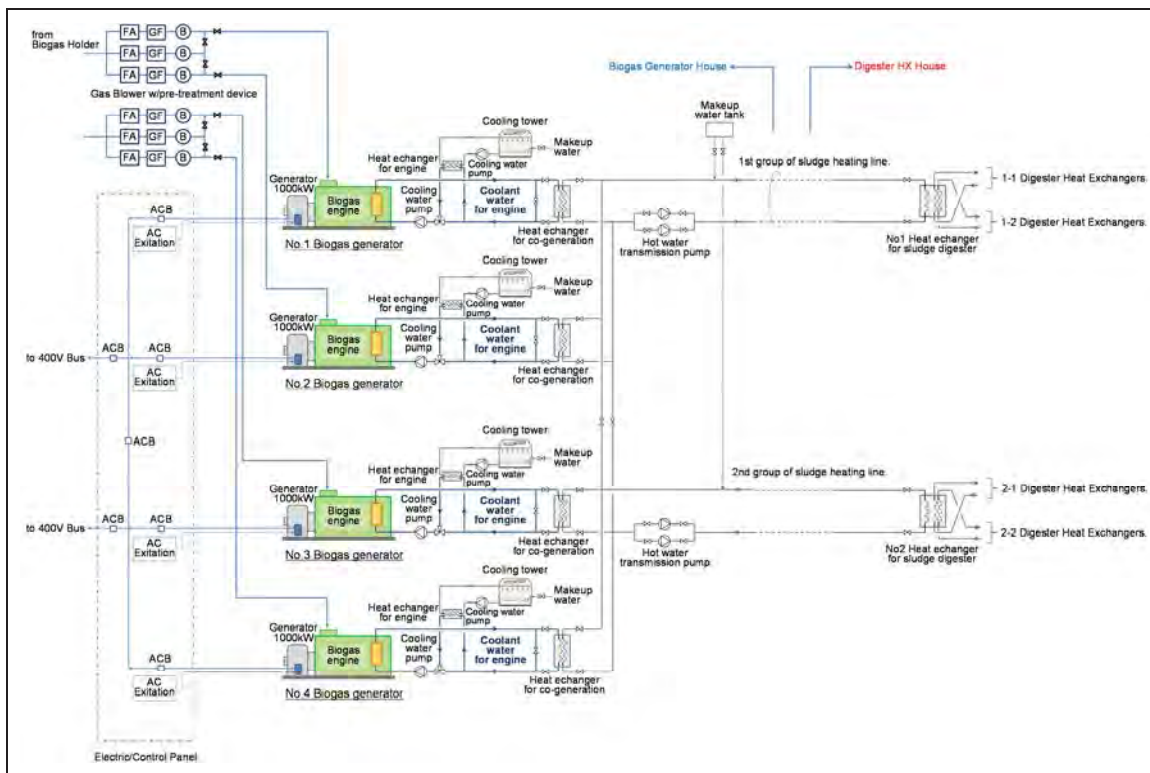 from
Biogas Holder
FA GF B
FA GF B
FA GF B
Gas Blower w/pre-treatment device
FA GF B
FA GF B
FA GF B
Biogas Generator House
Digester HX House
Makeup
water tank
Cooling tower
Makeup
water
Heat echanger
for engine
Cooling water
pump
Generator
1000kW
Biogas
engine
Cooling
water
pump
Coolant
water
for engine
Heat echanger
for co-generation
No.1 Biogas generator
1st group of sludge heating line.
Hot water
transmission pump
No1 Heat echanger
for sludge digester
1-1 Digester Heat Exchangers.
1-2 Digester Heat Exchangers.
ACB
AC
Exitation
Cooling tower
Makeup
water
Heat echanger
for engine
Cooling water
pump
Generator
1000kW
Biogas
engine
Cooling
water
pump
Coolant
water
for engine
Heat echanger
for co-generation
No.2 Biogas generator
to 400V Bus
ACB
ACB
AC
Exitation
ACB
Cooling tower
Makeup
water
Heat echanger
for engine
Cooling water
pump
Generator
1000kW
Biogas
engine
Cooling
water
pump
Coolant
water
for engine
Heat echanger
for co-generation
No.3 Biogas generator
2nd group of sludge heating line.
Hot water
transmission pump
No2 Heat echanger
for sludge digester
2-1 Digester Heat Exchangers.
2-2 Digester Heat Exchangers.
to 400V Bus
ACB
ACB
AC
Exitation
Cooling tower
Makeup
water
Heat echanger
for engine
Cooling water
pump
Generator
1000kW
Biogas
engine
Cooling
water
pump
Coolant
water
for engine
Heat echanger
for co-generation
No.4 Biogas generator
ACB
AC
Exitation
Electric/Control Panel